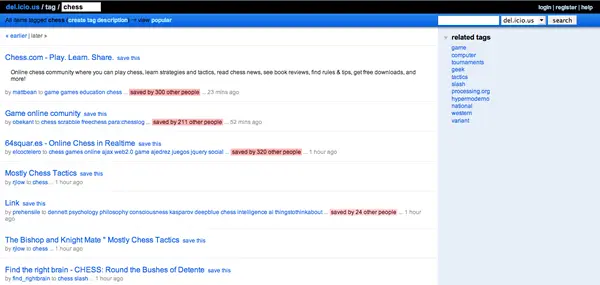 del.icio.us / tag / chess
login | register | help
All items tagged chess (create tag description) → view popular
del.icio.us search
« earlier | later »
Chess.com - Play. Learn. Share. save this
Online chess community where you can play chess, learn strategies and tactics, read chess news, see book reviews, find rules & tips, get free downloads, and
more!
by mattbean to game games education chess ... saved by 300 other people ... 23 mins ago
Game online comunity save this
by obekant to chess scrabble freechess para:chesslog ... saved by 211 other people ... 52 mins ago
64squar.es - Online Chess in Realtime save this
by elcoctelero to chess games online ajax web2.0 game ajedrez juegos jquery social ... saved by 320 other people ... 1 hour ago
Mostly Chess Tactics save this
by rjlow to chess ... 1 hour ago
Link save this
by prehensile to dennett psychology philosophy consciousness kasparov deepblue chess intelligence ai thingstothinkabout ... saved by 24 other people ... 1 hour
ago
The Bishop and Knight Mate " Mostly Chess Tactics save this
by rjlow to chess ... 1 hour ago
Find the right brain - CHESS: Round the Bushes of Detente save this
by find_rightbrain to chess slash ... 1 hour ago
related tags
game
computer
tournaments
geek
tactics
slash
processing.org
hypermodern
national
western
variant